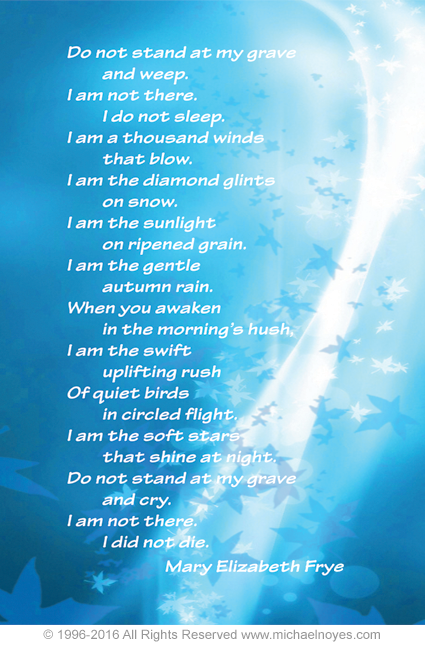 Do not stand at my grave
and weep.
I am not there.
I do not sleep.
I am a thousand winds
that blow.
I am the diamond glints
on snow.
I am the sunlight
on ripened grain.
I am the gentle
autumn rain.
When you awaken
in the morning's hush,
I am the swift
uplifting rush
Of quiet birds
in circled flight.
I am the soft stars
that shine at night.
Do not stand at my grave
and cry.
I am not there.
I did not die.
Mary Elizabeth Frye
© 1996-2016 All Rights Reserved www.michaelnoyes.com